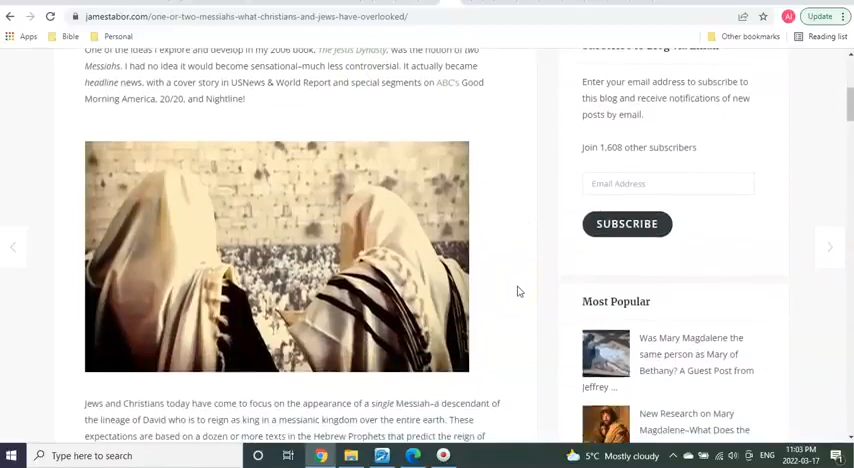 jamestabor.com/one-or-two-messiahs-what-christians-and-jews-have-overlooked/
AI
Update
Apps
Bible
Personal
Other bookmarks
Reading list
One of the ideas I explore and develop in my 2006 book, The Jesus Dynasty, was the notion of two
Messiahs. I had no idea it would become sensational–much less controversial. It actually became
headline news, with a cover story in USNews & World Report and special segments on ABC's Good
Morning America, 20/20, and Nightline!
Jews and Christians today have come to focus on the appearance of a single Messiah–a descendant of
the lineage of David who is to reign as king in a messianic kingdom over the entire earth. These
expectations are based on a dozen or more texts in the Hebrew Prophets that predict the reign of
Subscribe to Blog via Email
Enter your email address to subscribe to
this blog and receive notifications of new
posts by email.
Join 1,608 other subscribers
Email Address
SUBSCRIBE
Most Popular
Was Mary Magdalene the
same person as Mary of
Bethany? A Guest Post from
Jeffrey ...
New Research on Mary
Magdalene–What Does the
Type here to search
5°C Mostly cloudy
ENG
11:03 PM
2022-03-17